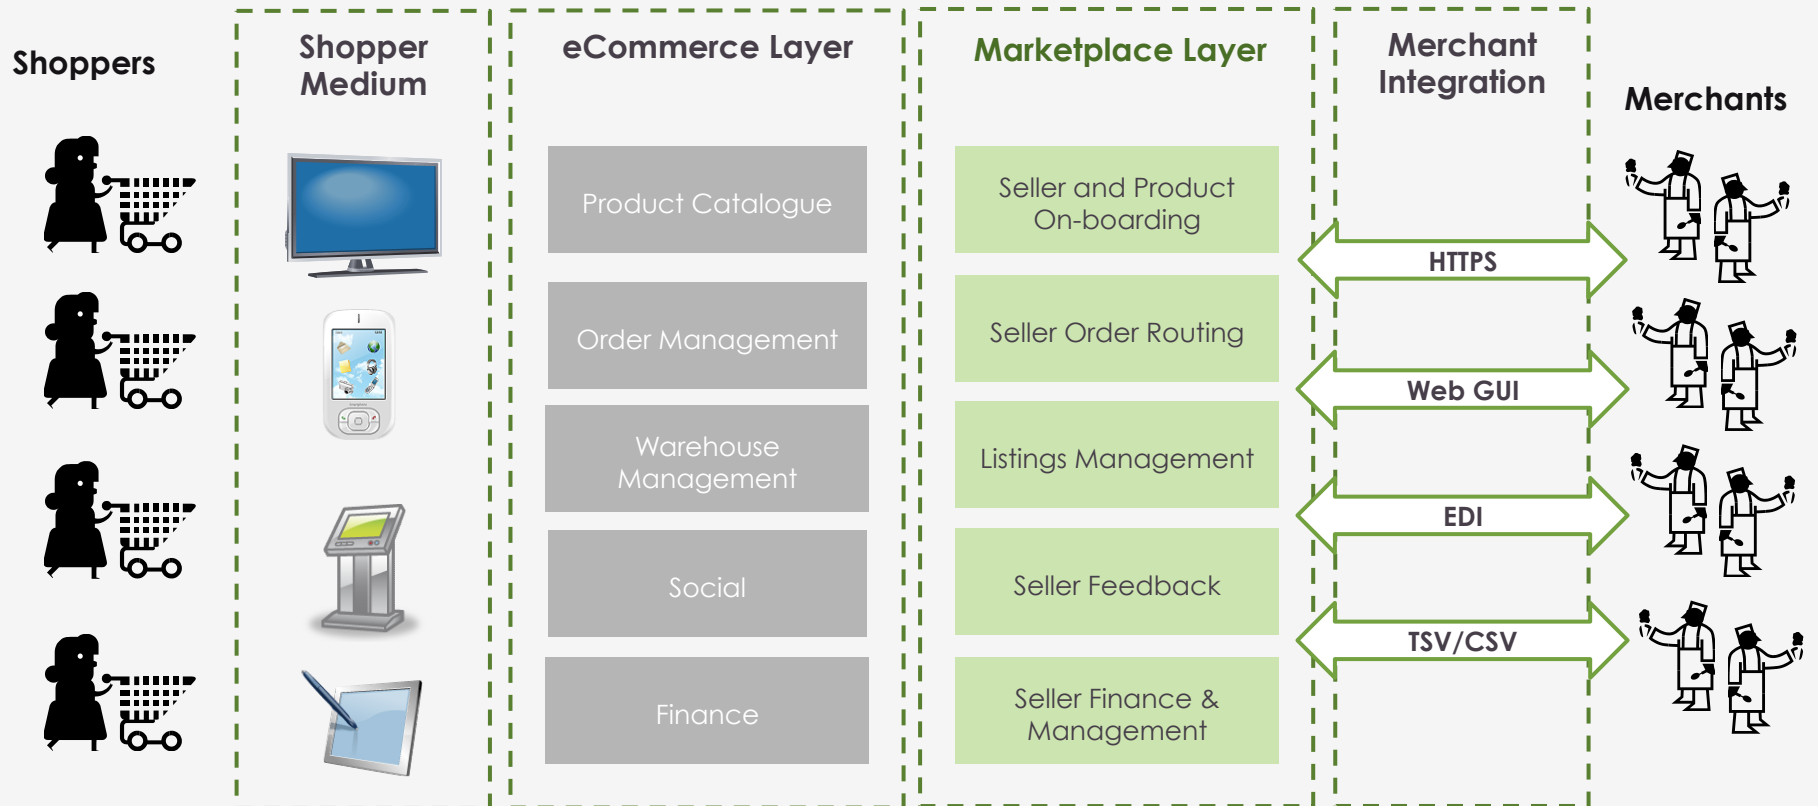 Shoppers
Shopper
Medium
eCommerce Layer
Product Catalogue
Order Management
Warehouse
Management
Social
Finance
Marketplace Layer
Seller and Product
On-boarding
Seller Order Routing
Listings Management
Seller Feedback
Seller Finance &
Management
Merchant
Integration
HTTPS
Web GUI
EDI
TSV/CSV
Merchants